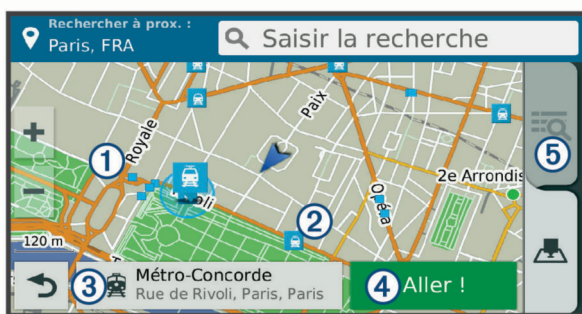 Rechercher à prox. :
Paris, FRA
Saisir la recherche
Paix
Royale
1
5
2e Arrondis
Opéra
oli
2
120 m
3
Métro-Concorde
Rue de Rivoli, Paris, Paris
4
Aller !